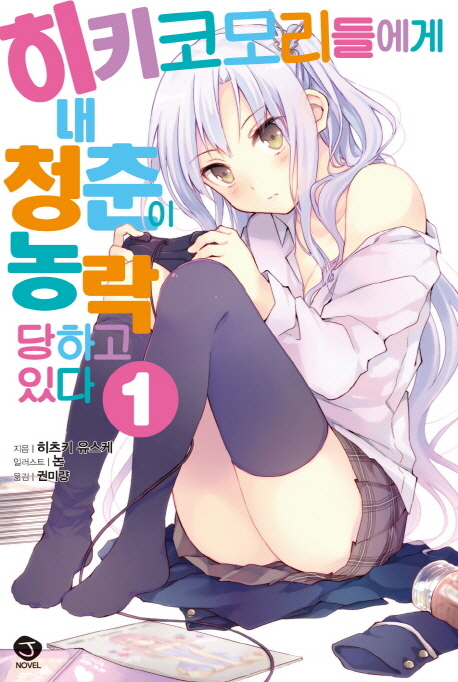 히키코모리들에게
내
청춘이
농락
당하고
있다 1
지음 | 히츠키 유스케
일러스트 | 논
옮김 | 권미량
J
NOVEL